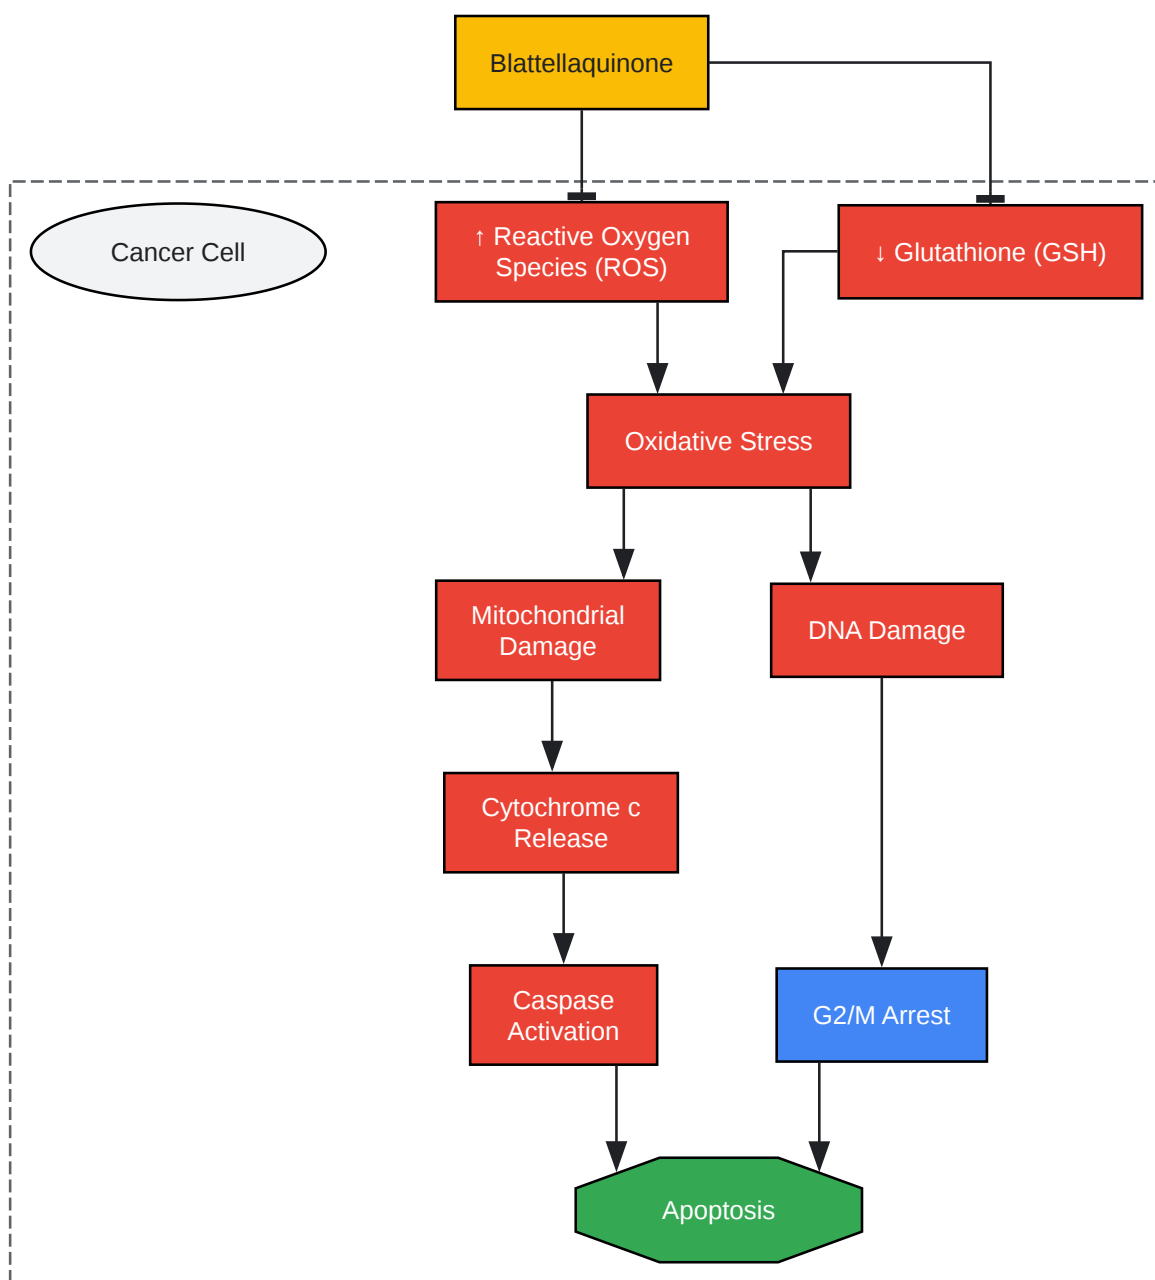 Blattellaquinone
Cancer Cell
↑ Reactive Oxygen
Species (ROS)
↓ Glutathione (GSH)
Oxidative Stress
Mitochondrial
Damage
DNA Damage
Cytochrome c
Release
Caspase
Activation
G2/M Arrest
Apoptosis